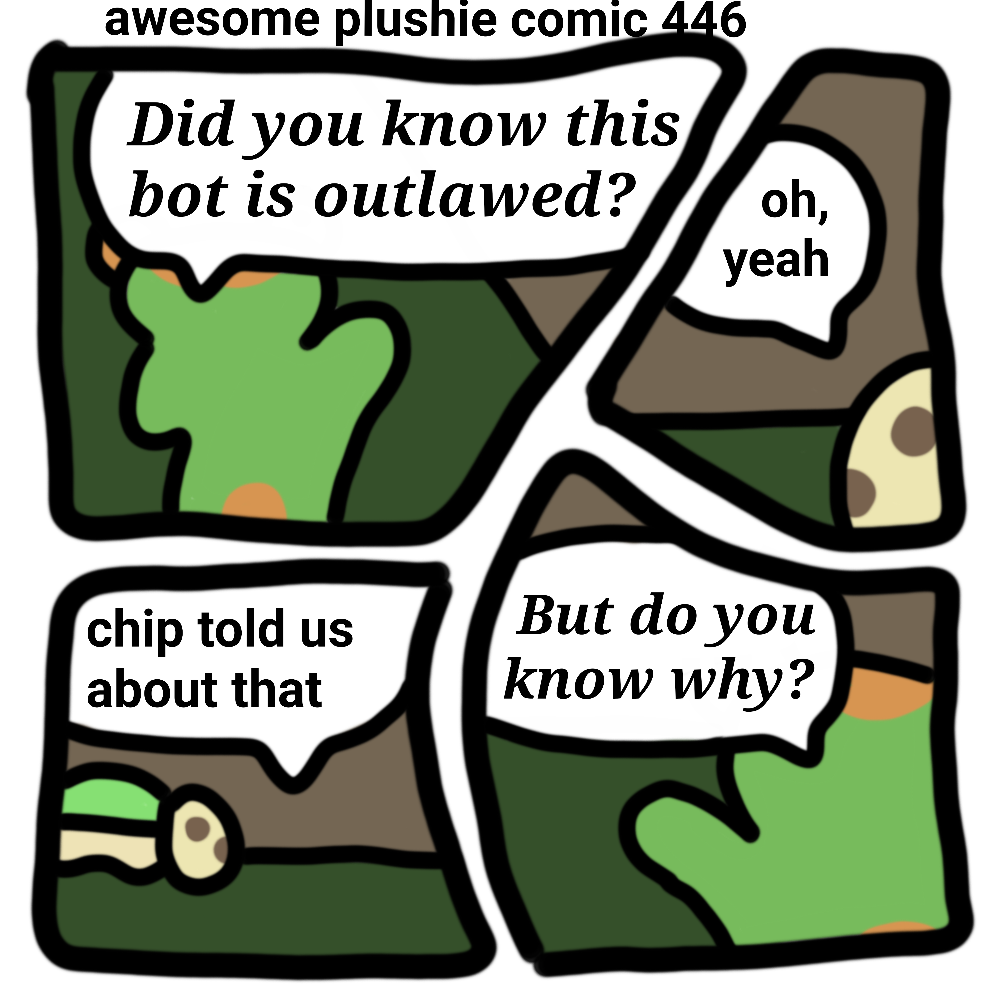 awesome plushie comic 446
Did you know this
bot is outlawed?
oh,
yeah
chip told us
about that
But do you
know why?